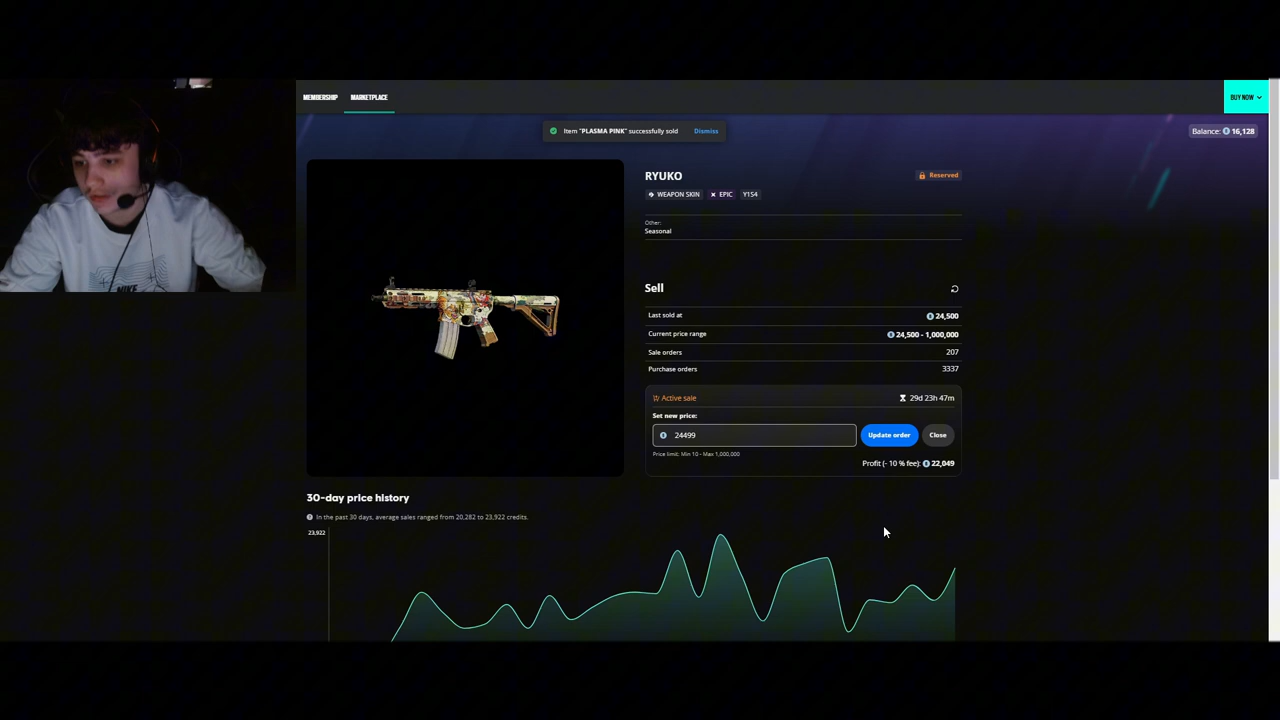 MEMBERSHIP
MARKETPLACE
BUY NOW
Item "PLASMA PINK" successfully sold
Dismiss
Balance: 16,128
RYUKO
Reserved
WEAPON SKIN
EPIC
Y1S4
Other:
Seasonal
Sell
Last sold at
24,500
Current price range
24,500 - 1,000,000
Sale orders
207
Purchase orders
3337
Active sale
29d 23h 47m
Set new price:
24499
Update order
Close
Price limit: Min 10 - Max 1,000,000
Profit (- 10 % fee): 22,049
30-day price history
In the past 30 days, average sales ranged from 20,282 to 23,922 credits.
23,922
NIKE